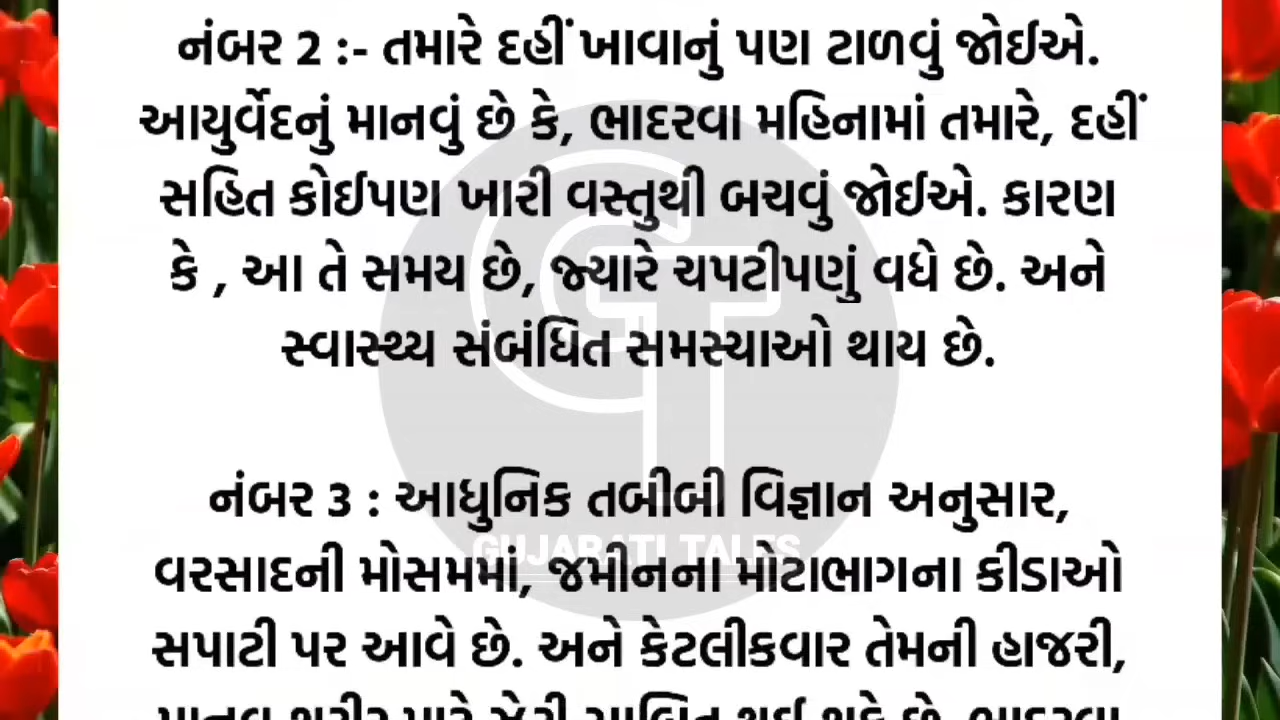 નંબર 2 :- તમારે દહીં ખાવાનું પણ ટાળવું જોઈએ.
આયુર્વેદનું માનવું છે કે, ભાદરવા મહિનામાં તમારે, દહીં
સહિત કોઈપણ ખારી વસ્તુથી બચવું જોઈએ. કારણ
કે , આ તે સમય છે, જ્યારે ચપટીપણું વધે છે. અને
સ્વાસ્થ્ય સંબંધિત સમસ્યાઓ થાય છે.
નંબર 3 : આધુનિક તબીબી વિજ્ઞાન અનુસાર,
GUJARATI TALES
વરસાદની મોસમમાં, જમીનના મોટાભાગના કીડાઓ
સપાટી પર આવે છે. અને કેટલીકવાર તેમની હાજરી,